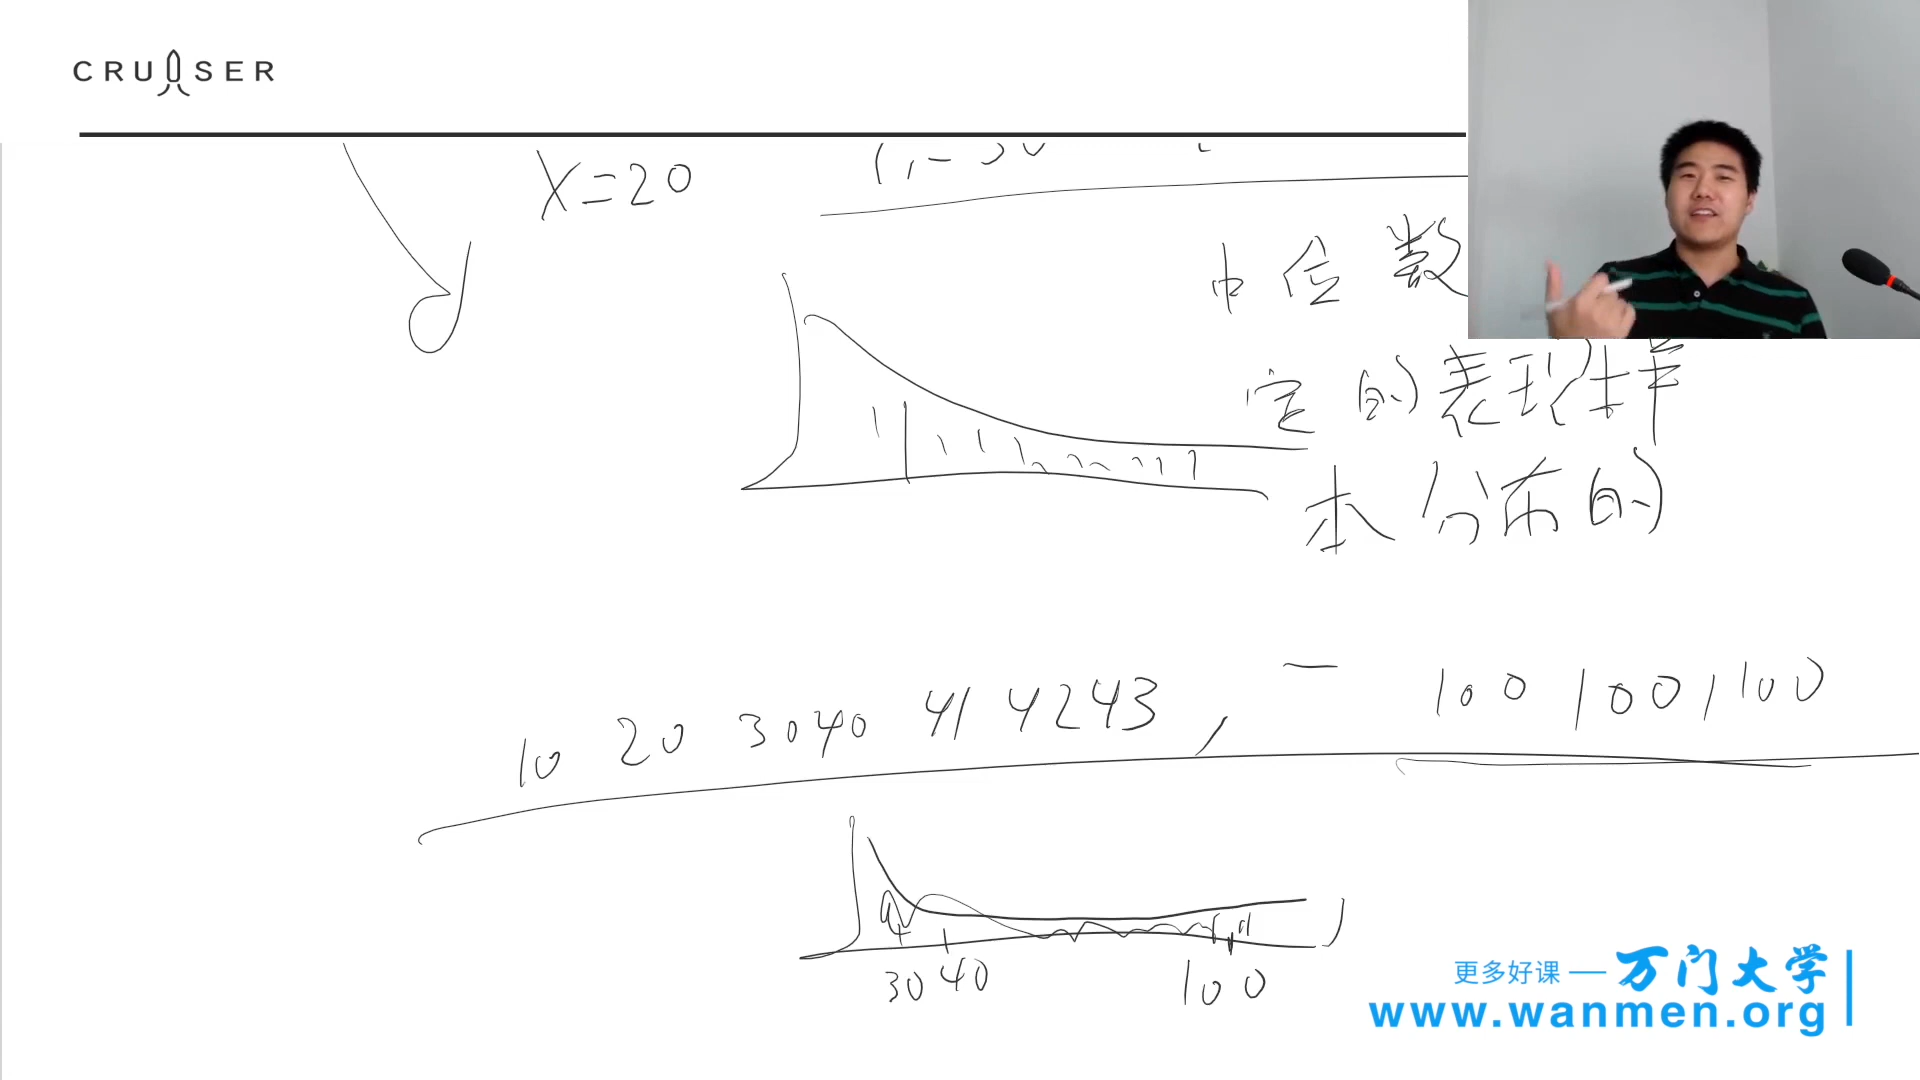 CRUISER
X=20
中位数
定的表现样
本分布的
10 20 30 40 41 42 43, — 100 100, 100
30 40 100
更多好课 — 万门大学
www.wanmen.org